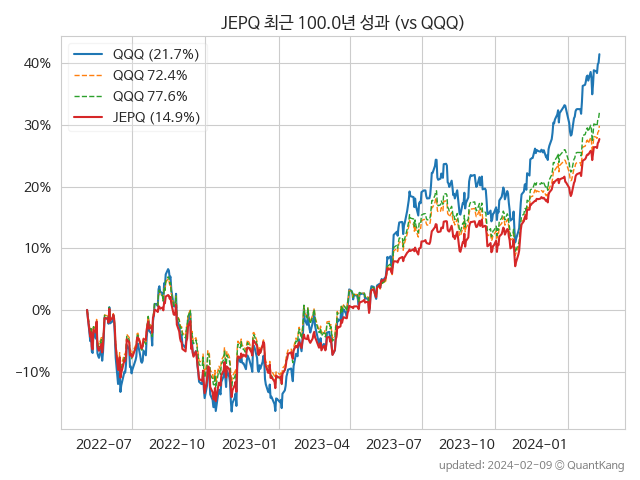 JEPQ 최근 100.0년 성과 (vs QQQ)
QQQ (21.7%)
QQQ 72.4%
QQQ 77.6%
JEPQ (14.9%)
40%
30%
20%
10%
0%
−10%
2022-07 2022-10 2023-01 2023-04 2023-07 2023-10 2024-01
updated: 2024-02-09 © QuantKang